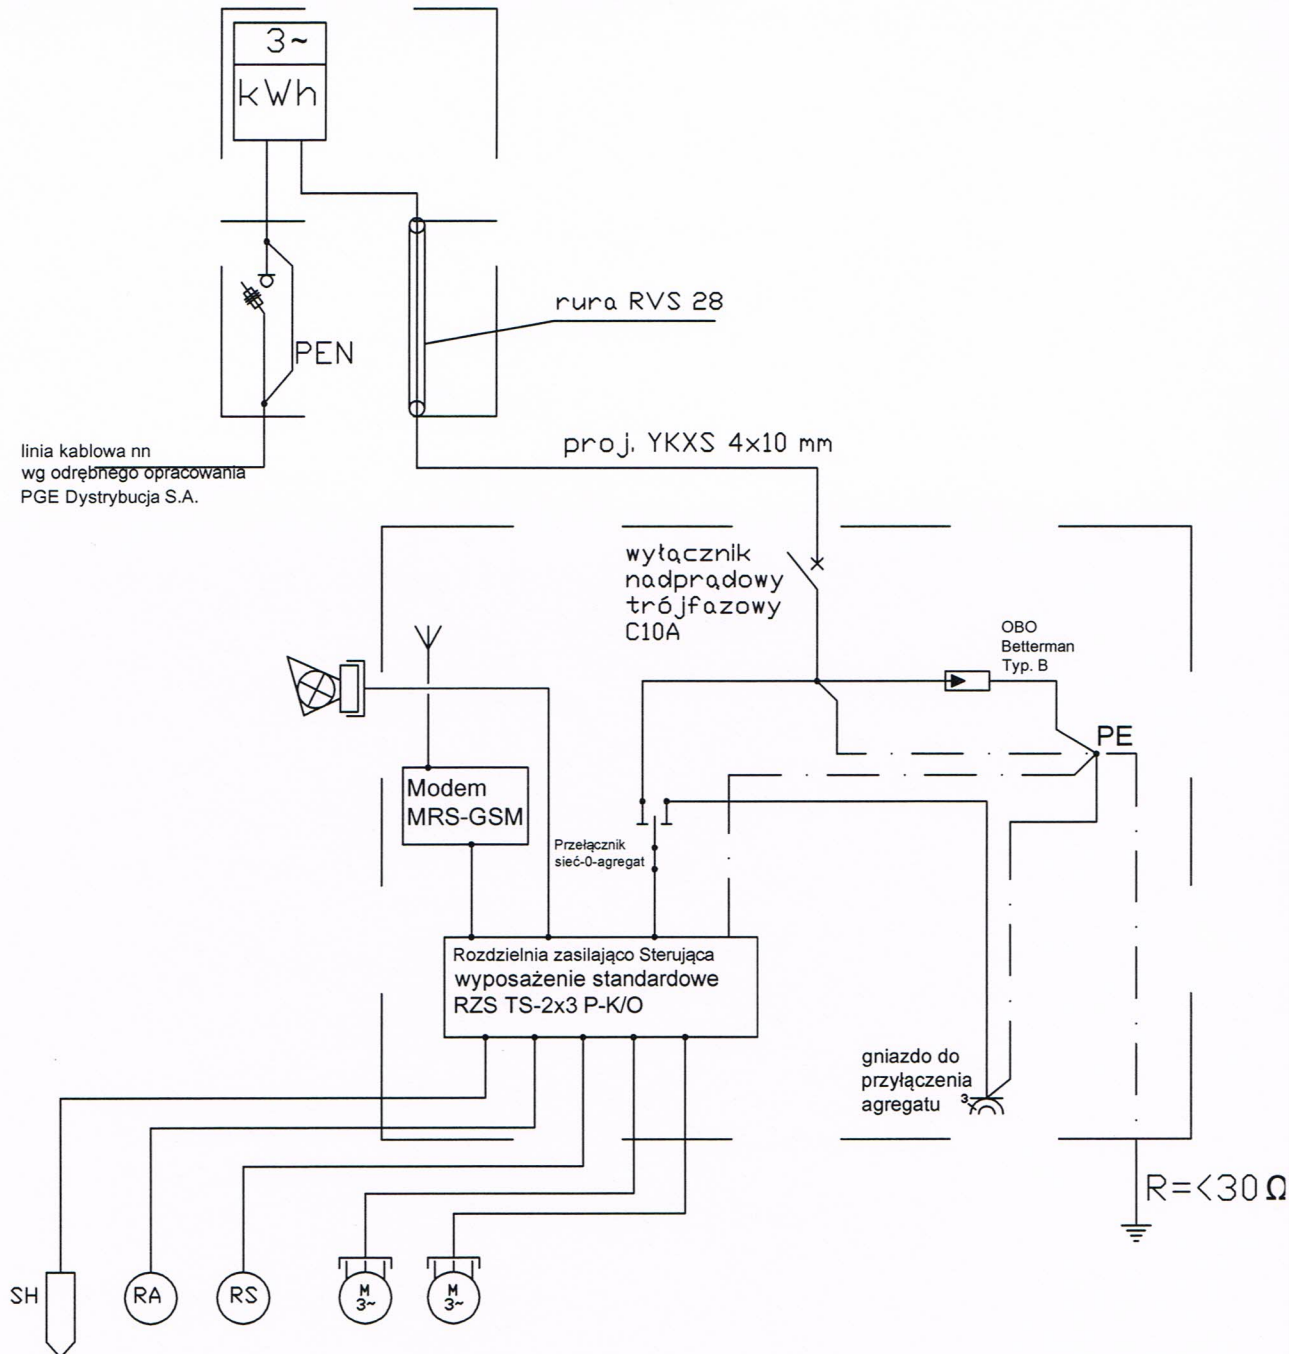 3~
kWh
rura RVS 28
PEN
proj. YKXS 4x10 mm
linia kablowa nn
wg odrębnego opracowania
PGE Dystrybucja S.A.
wyłącznik
nadprądowy
trójfazowy
C10A
OBO
Betterman
Typ. B
PE
Modem
MRS-GSM
Przełącznik
sieć-0-agregat
Rozdzielnia zasilająco Sterująca
wyposażenie standardowe
RZS TS-2x3 P-K/O
gniazdo do
przyłączenia
agregatu
3
R=<30Ω
SH
RA
RS
M
3~
M
3~